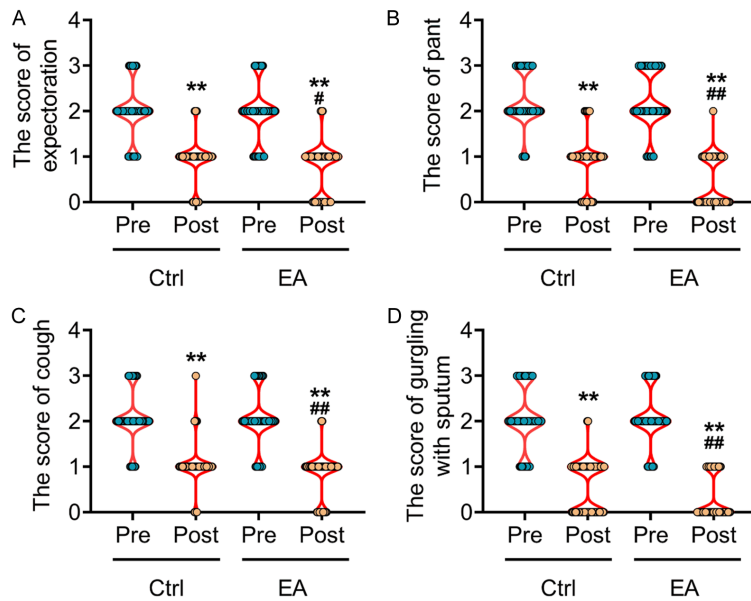 A
The score of
expectoration
4
3
2
1
0
**
**
#
Pre Post Pre Post
Ctrl EA
B
The score of pant
4
3
2
1
0
**
**
##
Pre Post Pre Post
Ctrl EA
C
The score of cough
4
3
2
1
0
**
**
##
Pre Post Pre Post
Ctrl EA
D
The score of gurgling
with sputum
4
3
2
1
0
**
**
##
Pre Post Pre Post
Ctrl EA